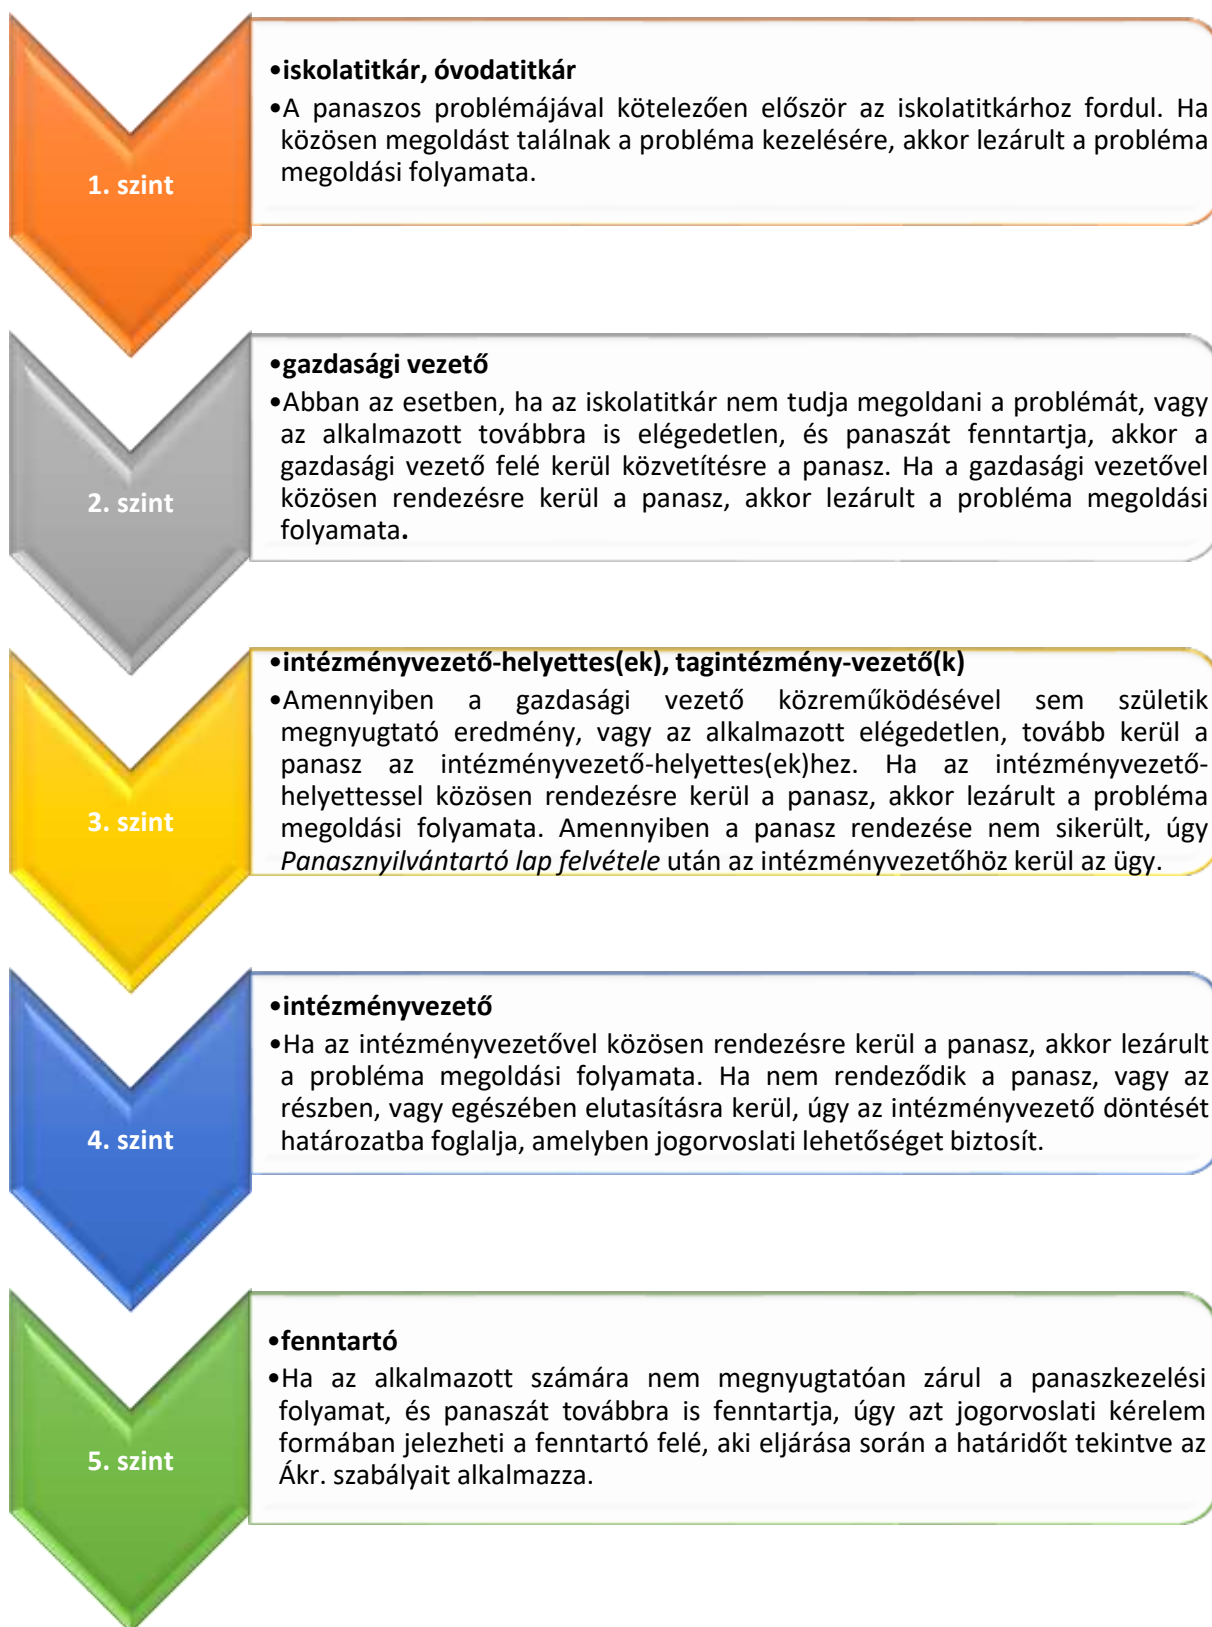 1. szint
•iskolatitkár, óvodatitkár
•A panaszos problémájával kötelezően először az iskolatitkárhoz fordul. Ha
közösen megoldást találnak a probléma kezelésére, akkor lezárult a probléma
megoldási folyamata.
2. szint
•gazdasági vezető
•Abban az esetben, ha az iskolatitkár nem tudja megoldani a problémát, vagy
az alkalmazott továbbra is elégedetlen, és panaszát fenntartja, akkor a
gazdasági vezető felé kerül közvetítésre a panasz. Ha a gazdasági vezetővel
közösen rendezésre kerül a panasz, akkor lezárult a probléma megoldási
folyamata.
3. szint
•intézményvezető-helyettes(ek), tagintézmény-vezető(k)
•Amennyiben a gazdasági vezető közreműködésével sem születik
megnyugtató eredmény, vagy az alkalmazott elégedetlen, tovább kerül a
panasz az intézményvezető-helyettes(ek)hez. Ha az intézményvezető-
helyettessel közösen rendezésre kerül a panasz, akkor lezárult a probléma
megoldási folyamata. Amennyiben a panasz rendezése nem sikerült, úgy
Panasznyilvántartó lap felvétele után az intézményvezetőhöz kerül az ügy.
4. szint
•intézményvezető
•Ha az intézményvezetővel közösen rendezésre kerül a panasz, akkor lezárult
a probléma megoldási folyamata. Ha nem rendeződik a panasz, vagy az
részben, vagy egészében elutasításra kerül, úgy az intézményvezető döntését
határozatba foglalja, amelyben jogorvoslati lehetőséget biztosít.
5. szint
•fenntartó
•Ha az alkalmazott számára nem megnyugtatóan zárul a panaszkezelési
folyamat, és panaszát továbbra is fenntartja, úgy azt jogorvoslati kérelem
formában jelezheti a fenntartó felé, aki eljárása során a határidőt tekintve az
Ákr. szabályait alkalmazza.